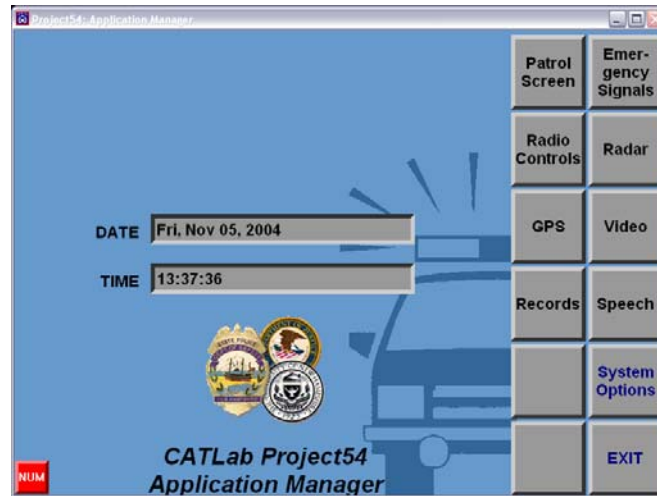 Project54: Application Manager
Patrol
Screen
Emer-
gency
Signals
Radio
Controls
Radar
DATE
Fri, Nov 05, 2004
GPS
Video
TIME
13:37:36
Records
Speech
System
Options
CATLab Project54
Application Manager
NUM
EXIT